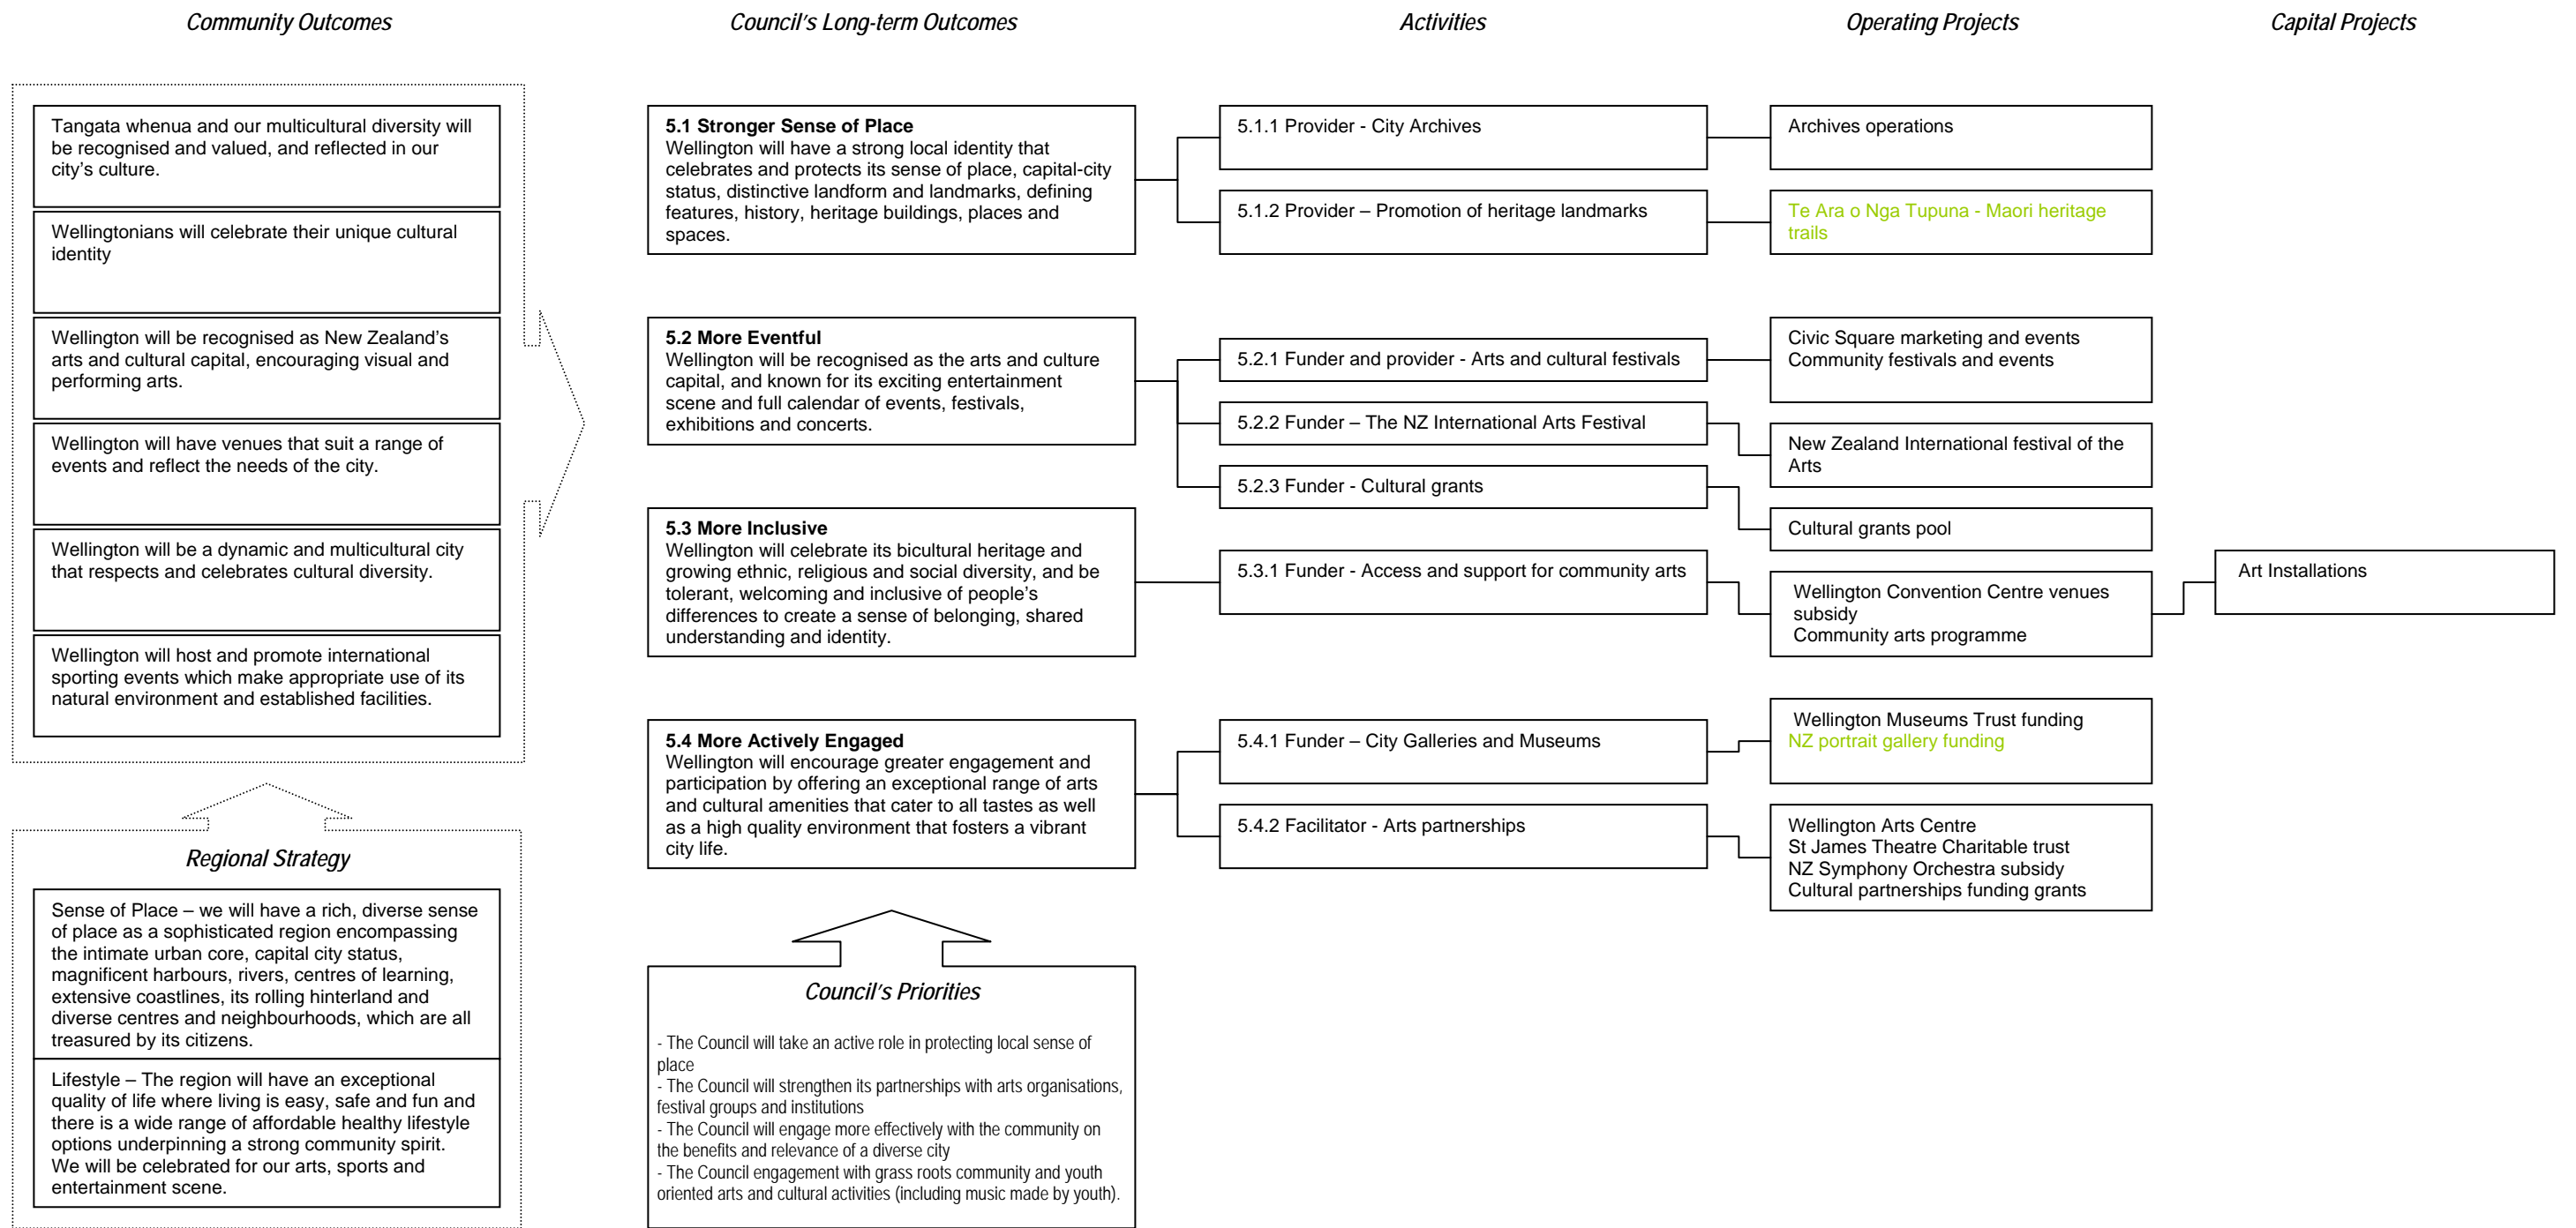 Community Outcomes
Council's Long-term Outcomes
Activities
Operating Projects
Capital Projects
Tangata whenua and our multicultural diversity will
be recognised and valued, and reflected in our
city's culture.
Wellingtonians will celebrate their unique cultural
identity
Wellington will be recognised as New Zealand's
arts and cultural capital, encouraging visual and
performing arts.
Wellington will have venues that suit a range of
events and reflect the needs of the city.
Wellington will be a dynamic and multicultural city
that respects and celebrates cultural diversity.
Wellington will host and promote international
sporting events which make appropriate use of its
natural environment and established facilities.
Regional Strategy
Sense of Place – we will have a rich, diverse sense
of place as a sophisticated region encompassing
the intimate urban core, capital city status,
magnificent harbours, rivers, centres of learning,
extensive coastlines, its rolling hinterland and
diverse centres and neighbourhoods, which are all
treasured by its citizens.
Lifestyle – The region will have an exceptional
quality of life where living is easy, safe and fun and
there is a wide range of affordable healthy lifestyle
options underpinning a strong community spirit.
We will be celebrated for our arts, sports and
entertainment scene.
5.1 Stronger Sense of Place
Wellington will have a strong local identity that
celebrates and protects its sense of place, capital-city
status, distinctive landform and landmarks, defining
features, history, heritage buildings, places and
spaces.
5.2 More Eventful
Wellington will be recognised as the arts and culture
capital, and known for its exciting entertainment
scene and full calendar of events, festivals,
exhibitions and concerts.
5.3 More Inclusive
Wellington will celebrate its bicultural heritage and
growing ethnic, religious and social diversity, and be
tolerant, welcoming and inclusive of people's
differences to create a sense of belonging, shared
understanding and identity.
5.4 More Actively Engaged
Wellington will encourage greater engagement and
participation by offering an exceptional range of arts
and cultural amenities that cater to all tastes as well
as a high quality environment that fosters a vibrant
city life.
Council's Priorities
- The Council will take an active role in protecting local sense of
place
- The Council will strengthen its partnerships with arts organisations,
festival groups and institutions
- The Council will engage more effectively with the community on
the benefits and relevance of a diverse city
- The Council engagement with grass roots community and youth
oriented arts and cultural activities (including music made by youth).
5.1.1 Provider - City Archives
5.1.2 Provider – Promotion of heritage landmarks
5.2.1 Funder and provider - Arts and cultural festivals
5.2.2 Funder – The NZ International Arts Festival
5.2.3 Funder - Cultural grants
5.3.1 Funder - Access and support for community arts
5.4.1 Funder – City Galleries and Museums
5.4.2 Facilitator - Arts partnerships
Archives operations
Te Ara o Nga Tupuna - Maori heritage
trails
Civic Square marketing and events
Community festivals and events
New Zealand International festival of the
Arts
Cultural grants pool
Wellington Convention Centre venues
subsidy
Community arts programme
Wellington Museums Trust funding
NZ portrait gallery funding
Wellington Arts Centre
St James Theatre Charitable trust
NZ Symphony Orchestra subsidy
Cultural partnerships funding grants
Art Installations